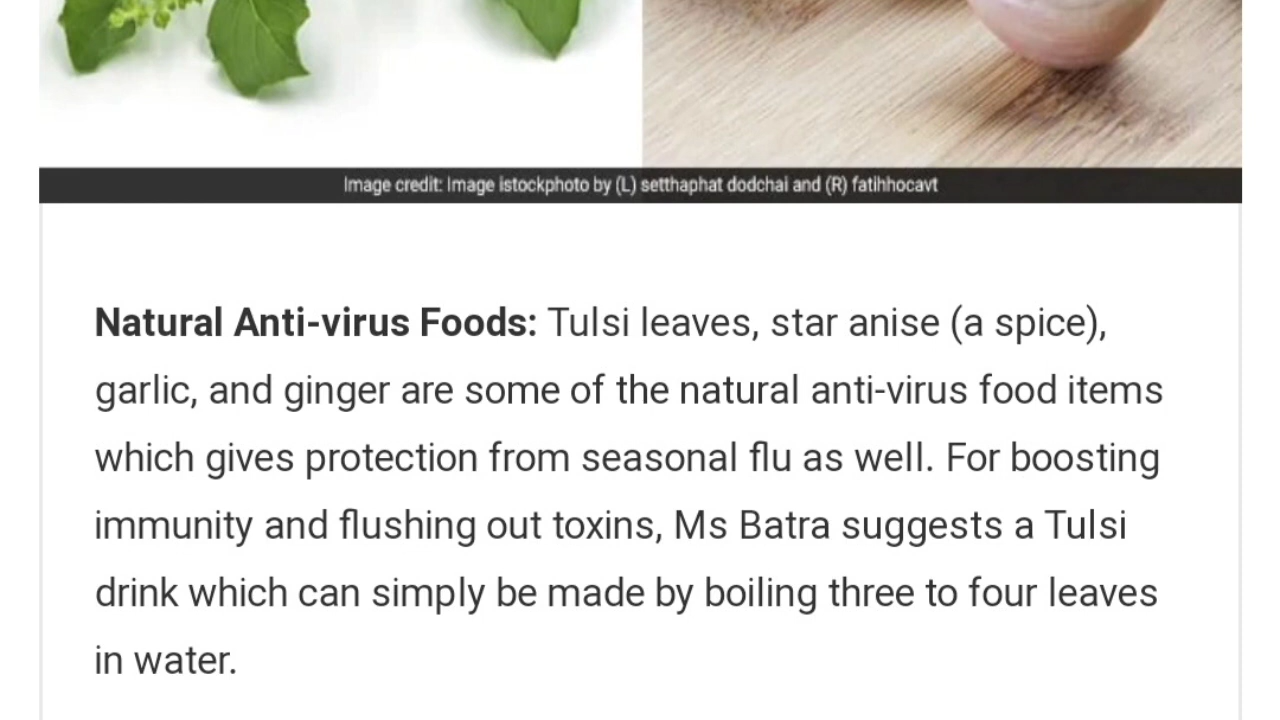 Image credit: Image istockphoto by (L) setthaphat dodchai and (R) fatihhocavt
Natural Anti-virus Foods: Tulsi leaves, star anise (a spice),
garlic, and ginger are some of the natural anti-virus food items
which gives protection from seasonal flu as well. For boosting
immunity and flushing out toxins, Ms Batra suggests a Tulsi
drink which can simply be made by boiling three to four leaves
in water.